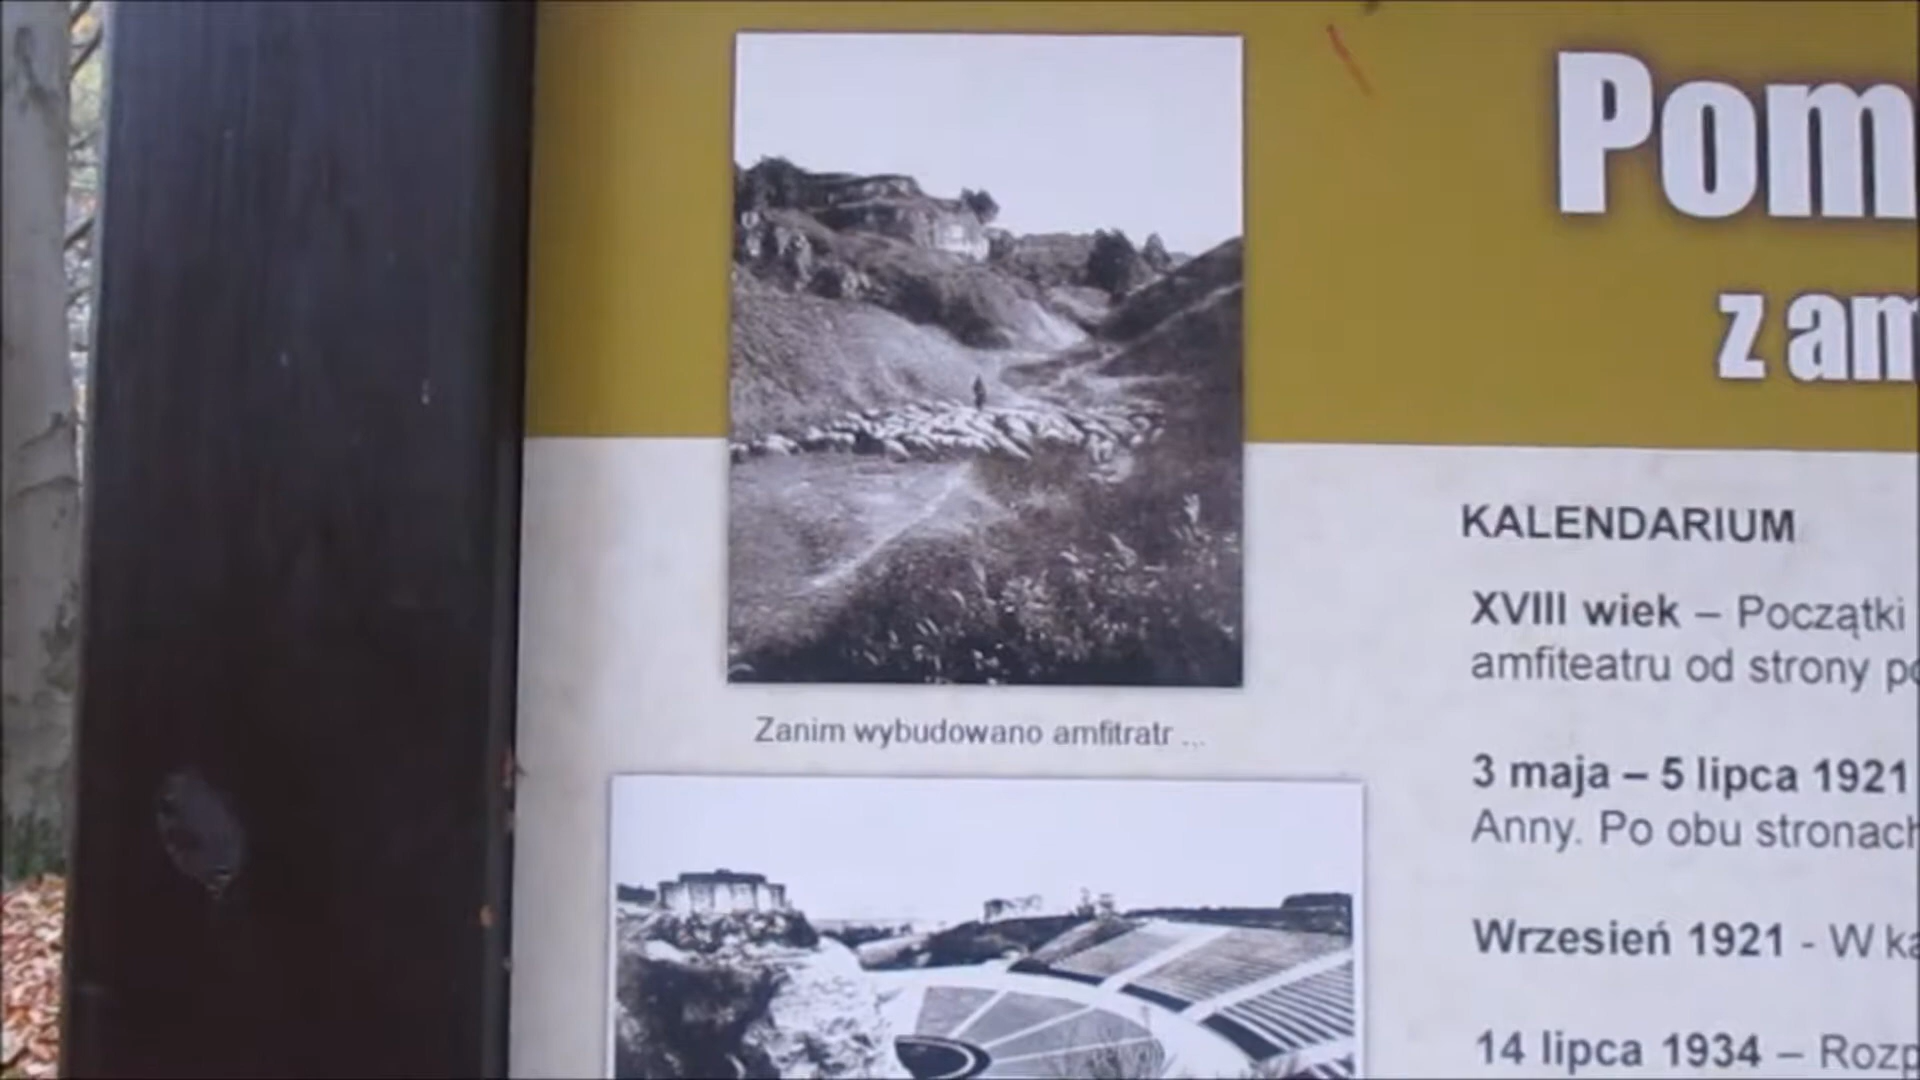 Pom
z am
Zanim wybudowano amfitratr ...
KALENDARIUM
XVIII wiek – Początki
amfiteatru od strony
3 maja – 5 lipca 1921
Anny. Po obu stronach
Wrzesień 1921 - W
14 lipca 1934 –